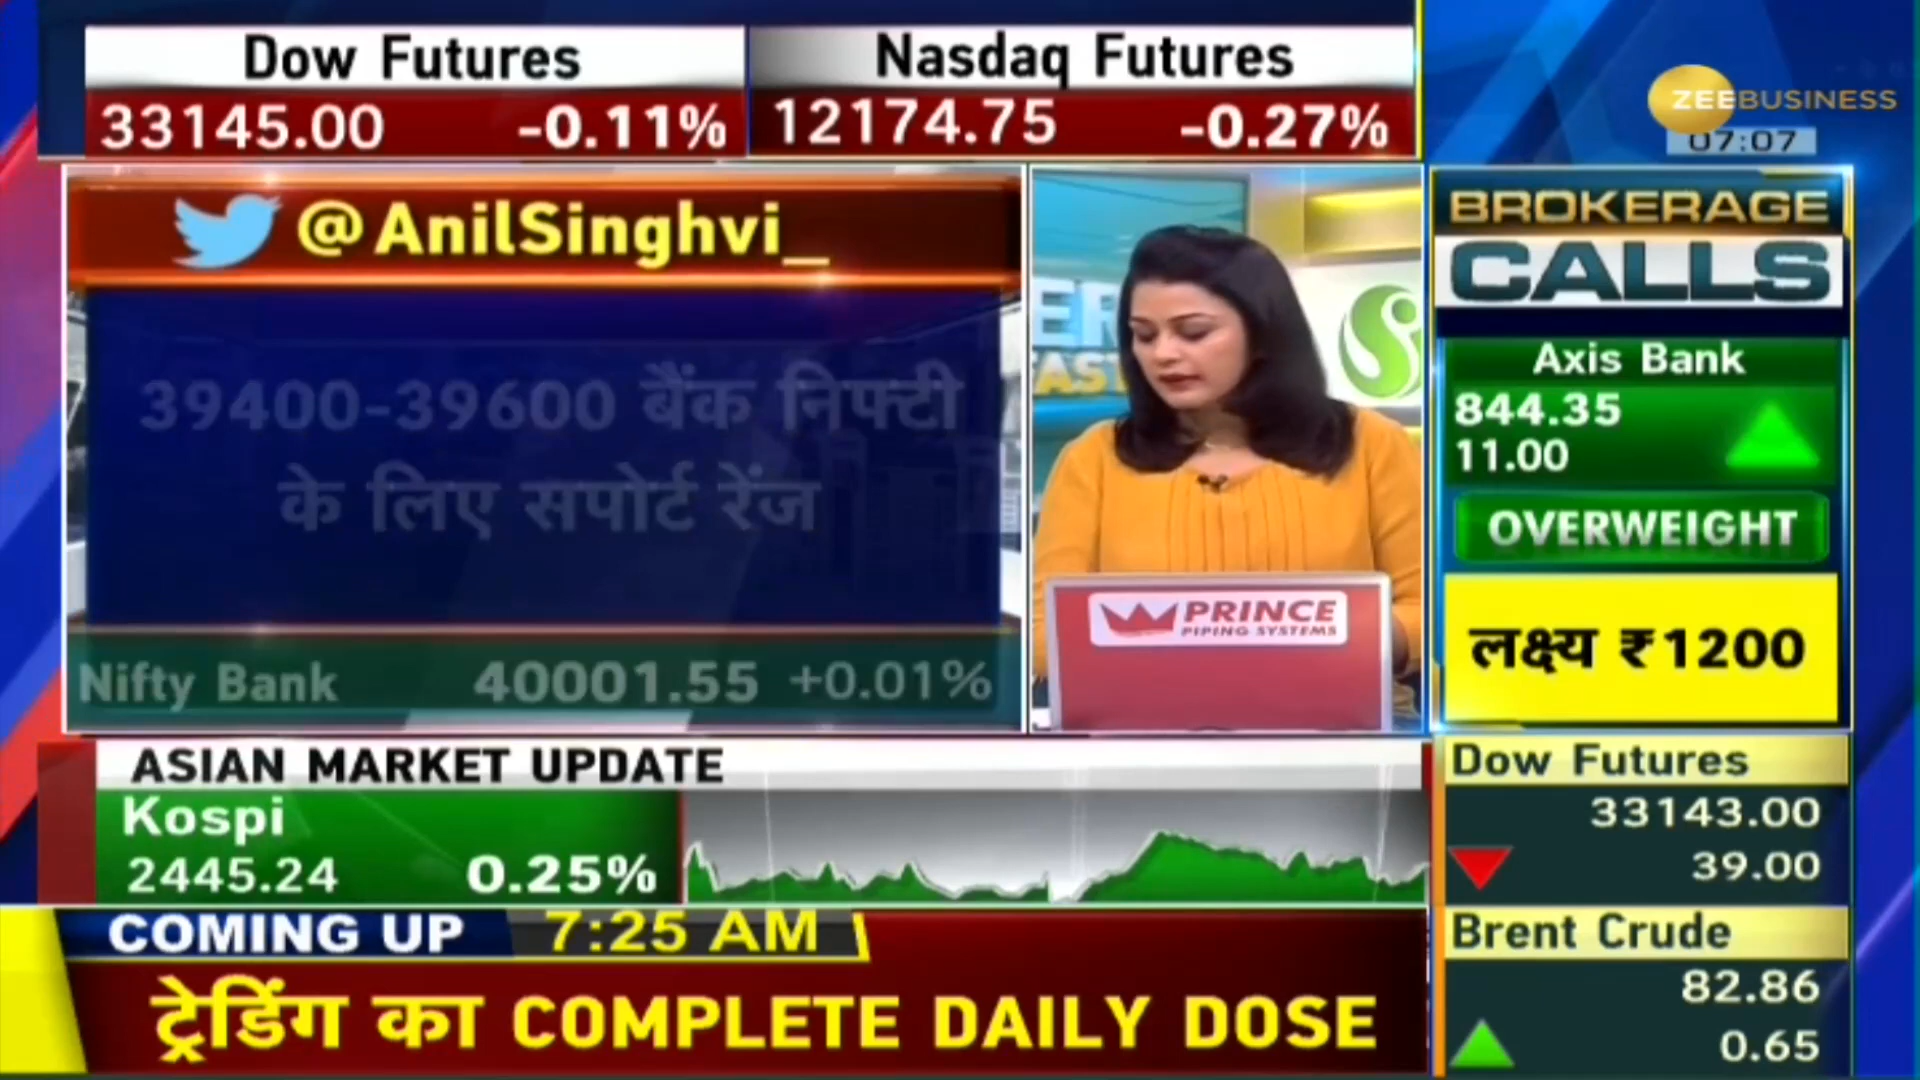 Dow Futures
33145.00 -0.11%
Nasdaq Futures
12174.75 -0.27%
ZEEBUSINESS
07:07
@AnilSinghvi_
39400-39600 बैंक निफ्टी
के लिए सपोर्ट रेंज
Nifty Bank 40001.55 +0.01%
PRINCE
PIPING SYSTEMS
BROKERAGE
CALLS
Axis Bank
844.35
11.00
OVERWEIGHT
लक्ष्य ₹1200
ASIAN MARKET UPDATE
Kospi
2445.24 0.25%
Dow Futures
33143.00
39.00
Brent Crude
82.86
0.65
COMING UP 7:25 AM
ट्रेडिंग का COMPLETE DAILY DOSE